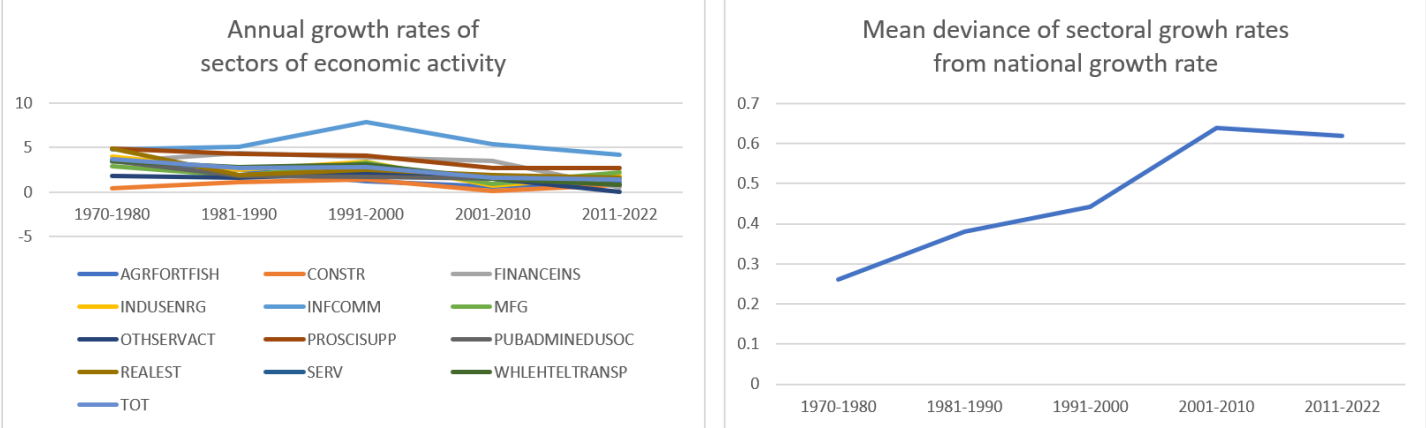 Annual growth rates of
sectors of economic activity
10
5
0
-5
1970-1980 1981-1990 1991-2000 2001-2010 2011-2022
AGRFORTFISH CONSTR FINANCEINS
INDUSENRG INFCOMM MFG
OTHSERVACT PROSCISUPP PUBADMINEDUSOC
REALEST SERV WHLEHTELTRANSP
TOT
Mean deviance of sectoral growh rates
from national growth rate
0.7
0.6
0.5
0.4
0.3
0.2
0.1
0
1970-1980 1981-1990 1991-2000 2001-2010 2011-2022